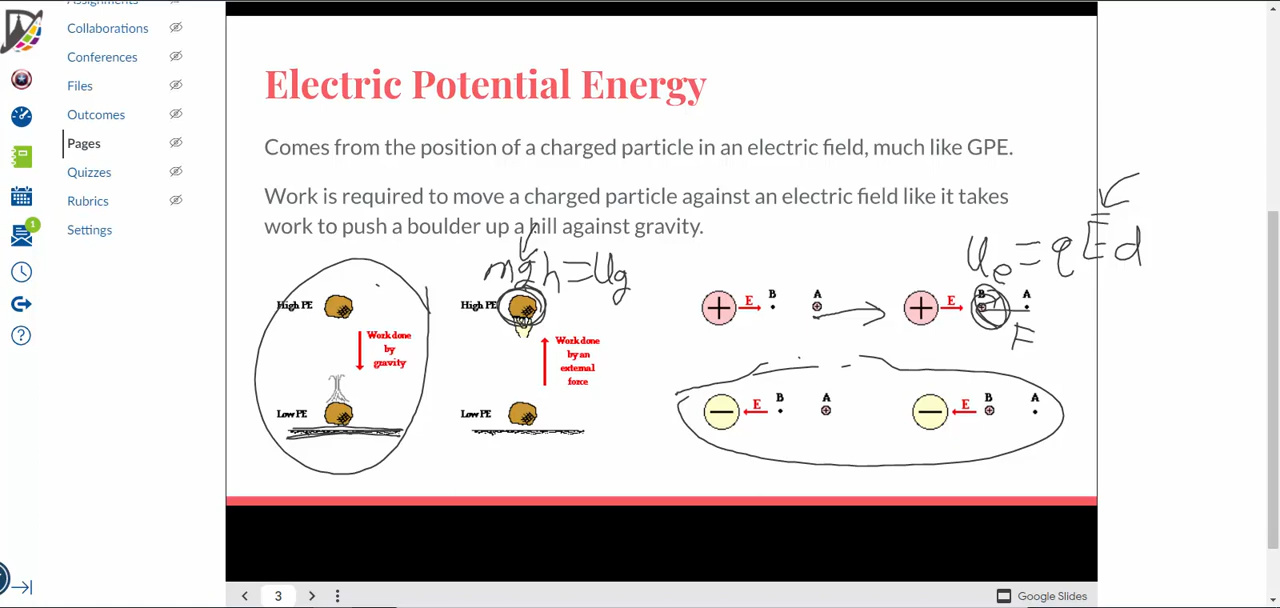 Assignments
Collaborations
Conferences
Files
Outcomes
Pages
Quizzes
Rubrics
Settings
1
Electric Potential Energy
Comes from the position of a charged particle in an electric field, much like GPE.
Work is required to move a charged particle against an electric field like it takes
work to push a boulder up a hill against gravity.
mgh = Ug
Ue = qEd
High PE
Work done
by
gravity
Low PE
High PE
Work done
by an
external
force
Low PE
+ E B A
+ E B A
F
− E B A
− E B A
3
Google Slides